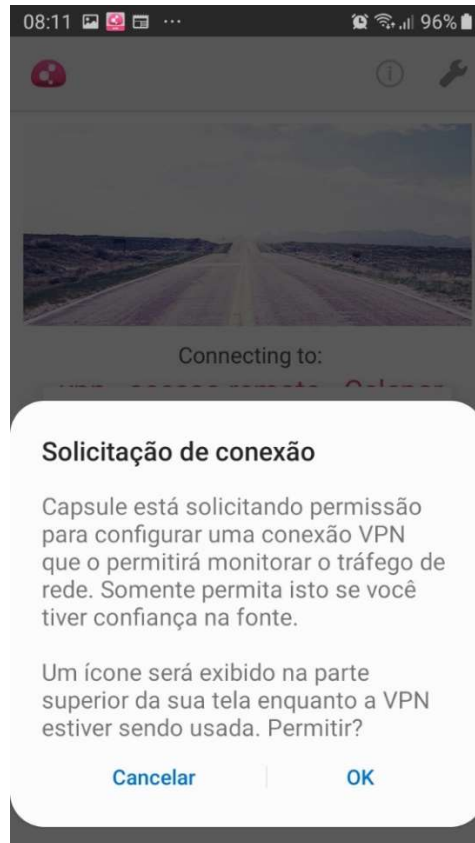 08:11
96%
Connecting to:
Solicitação de conexão
Capsule está solicitando permissão
para configurar uma conexão VPN
que o permitirá monitorar o tráfego de
rede. Somente permita isto se você
tiver confiança na fonte.
Um ícone será exibido na parte
superior da sua tela enquanto a VPN
estiver sendo usada. Permitir?
Cancelar
OK